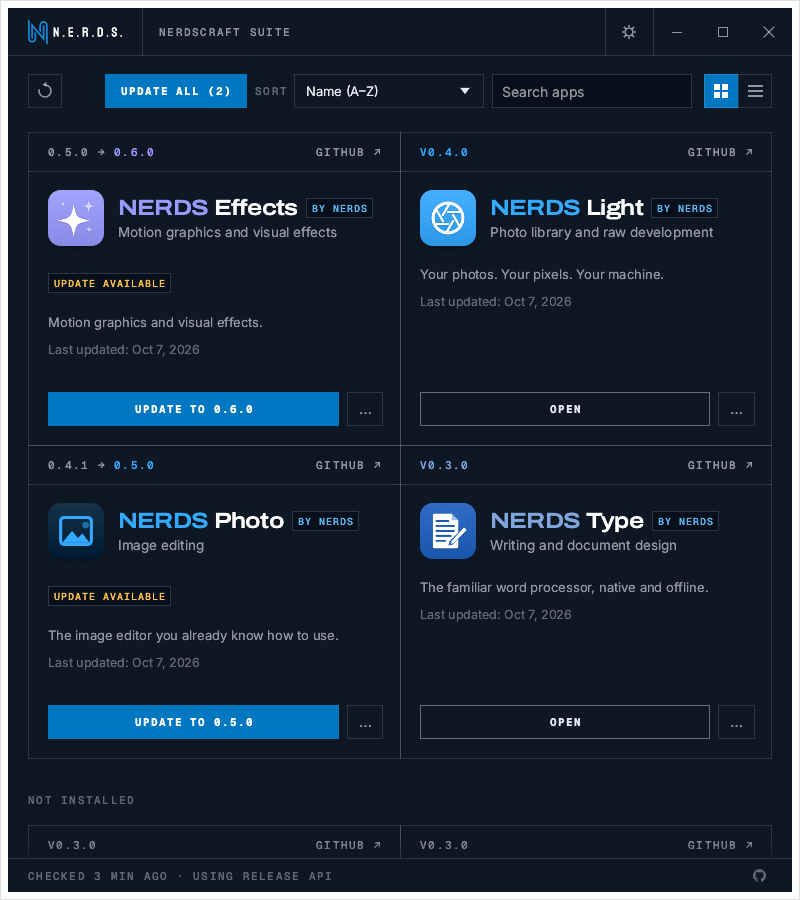 N.E.R.D.S. NERDSCRAFT SUITE
UPDATE ALL (2) SORT Name (A–Z) Search apps
0.5.0 → 0.6.0 GITHUB ↗
NERDS Effects BY NERDS
Motion graphics and visual effects
UPDATE AVAILABLE
Motion graphics and visual effects.
Last updated: Oct 7, 2026
UPDATE TO 0.6.0 ...
V0.4.0 GITHUB ↗
NERDS Light BY NERDS
Photo library and raw development
Your photos. Your pixels. Your machine.
Last updated: Oct 7, 2026
OPEN ...
0.4.1 → 0.5.0 GITHUB ↗
NERDS Photo BY NERDS
Image editing
UPDATE AVAILABLE
The image editor you already know how to use.
Last updated: Oct 7, 2026
UPDATE TO 0.5.0 ...
V0.3.0 GITHUB ↗
NERDS Type BY NERDS
Writing and document design
The familiar word processor, native and offline.
Last updated: Oct 7, 2026
OPEN ...
NOT INSTALLED
V0.3.0 GITHUB ↗
V0.3.0 GITHUB ↗
CHECKED 3 MIN AGO · USING RELEASE API